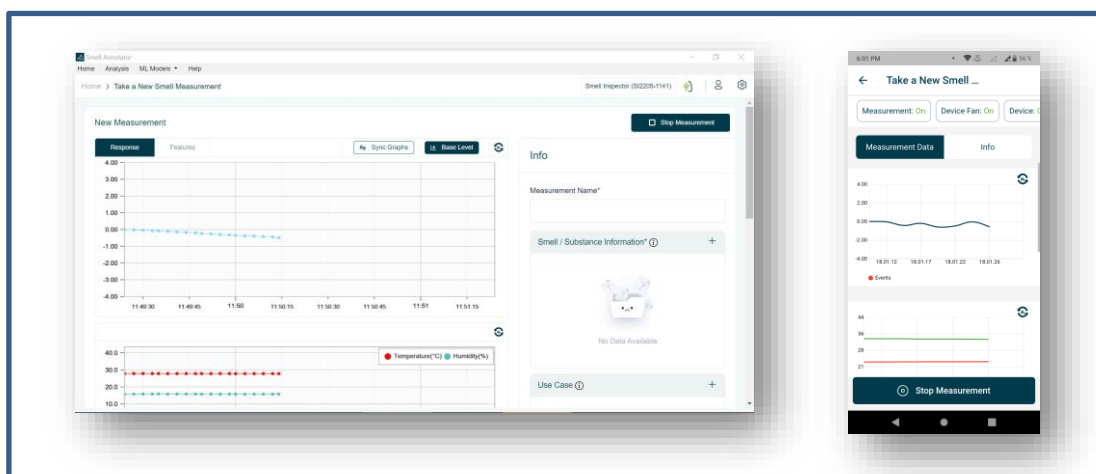 Smell Annotator
Home Analysis ML Models Help
Home > Take a New Smell Measurement
Smell Inspector (SI2209-1141)
New Measurement
Stop Measurement
Response Features
Sync Graphs
Base Level
4.00
3.00
2.00
1.00
0.00
-1.00
-2.00
-3.00
-4.00
11:49:30 11:49:45 11:50 11:50:15 11:50:30 11:50:45 11:51 11:51:15
Temperature(°C) Humidity(%)
40.0
30.0
20.0
10.0
Info
Measurement Name*
Smell / Substance Information*
No Data Available
Use Case
6:01 PM
Take a New Smell ...
Measurement: On Device Fan: On Device:
Measurement Data Info
4.00
2.00
0.00
-2.00
-4.00
18.01.12 18.01.17 18.01.22 18.01.26
Events
44
36
28
21
Stop Measurement